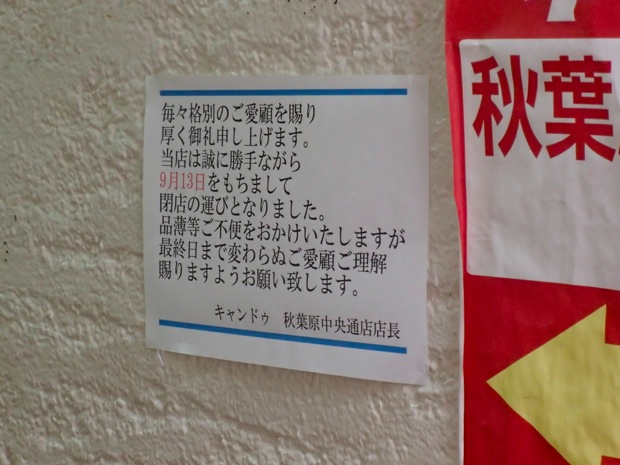 毎々格別のご愛顧を賜り
厚く御礼申し上げます。
当店は誠に勝手ながら
9月13日をもちまして
閉店の運びとなりました。
品薄等ご不便をおかけいたしますが
最終日まで変わらぬご愛顧ご理解
賜りますようお願い致します。
キャンドゥ 秋葉原中央通店店長
秋葉